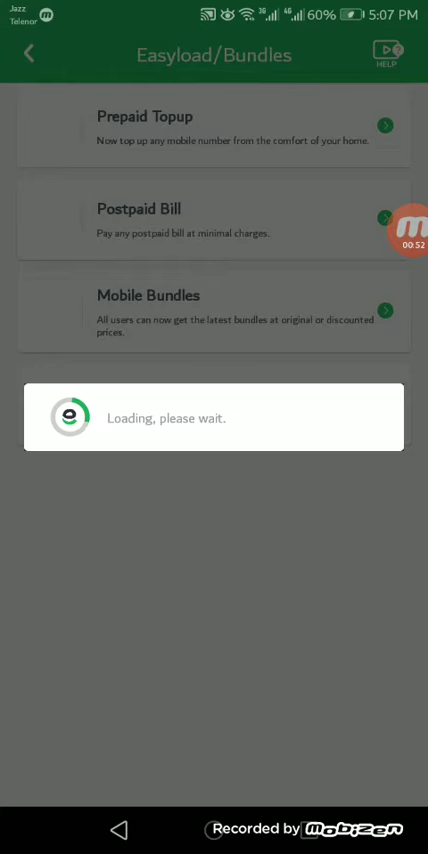 Jazz
Telenor
3G 4G 60% 5:07 PM
Easyload/Bundles
HELP
Prepaid Topup
Now top up any mobile number from the comfort of your home.
Postpaid Bill
Pay any postpaid bill at minimal charges.
00:52
Mobile Bundles
All users can now get the latest bundles at original or discounted
prices.
Loading, please wait.
Recorded by mobizen